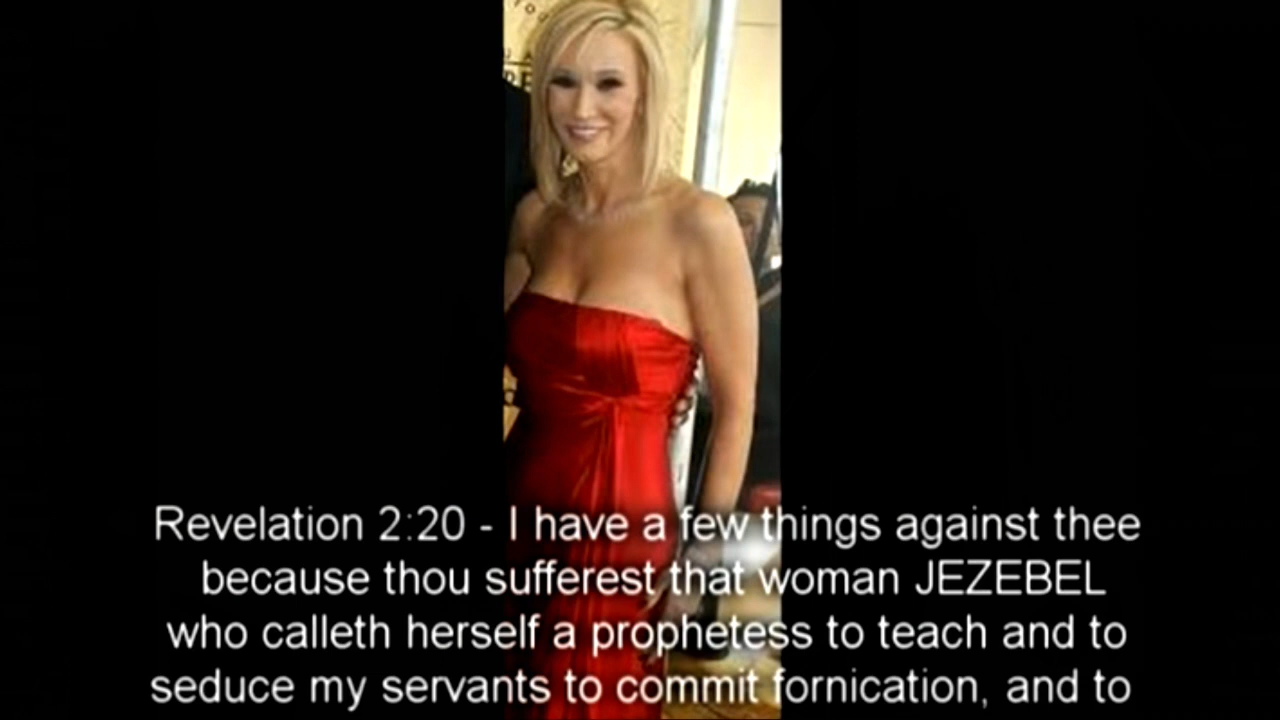 Revelation 2:20 - I have a few things against thee
because thou sufferest that woman JEZEBEL
who calleth herself a prophetess to teach and to
seduce my servants to commit fornication, and to